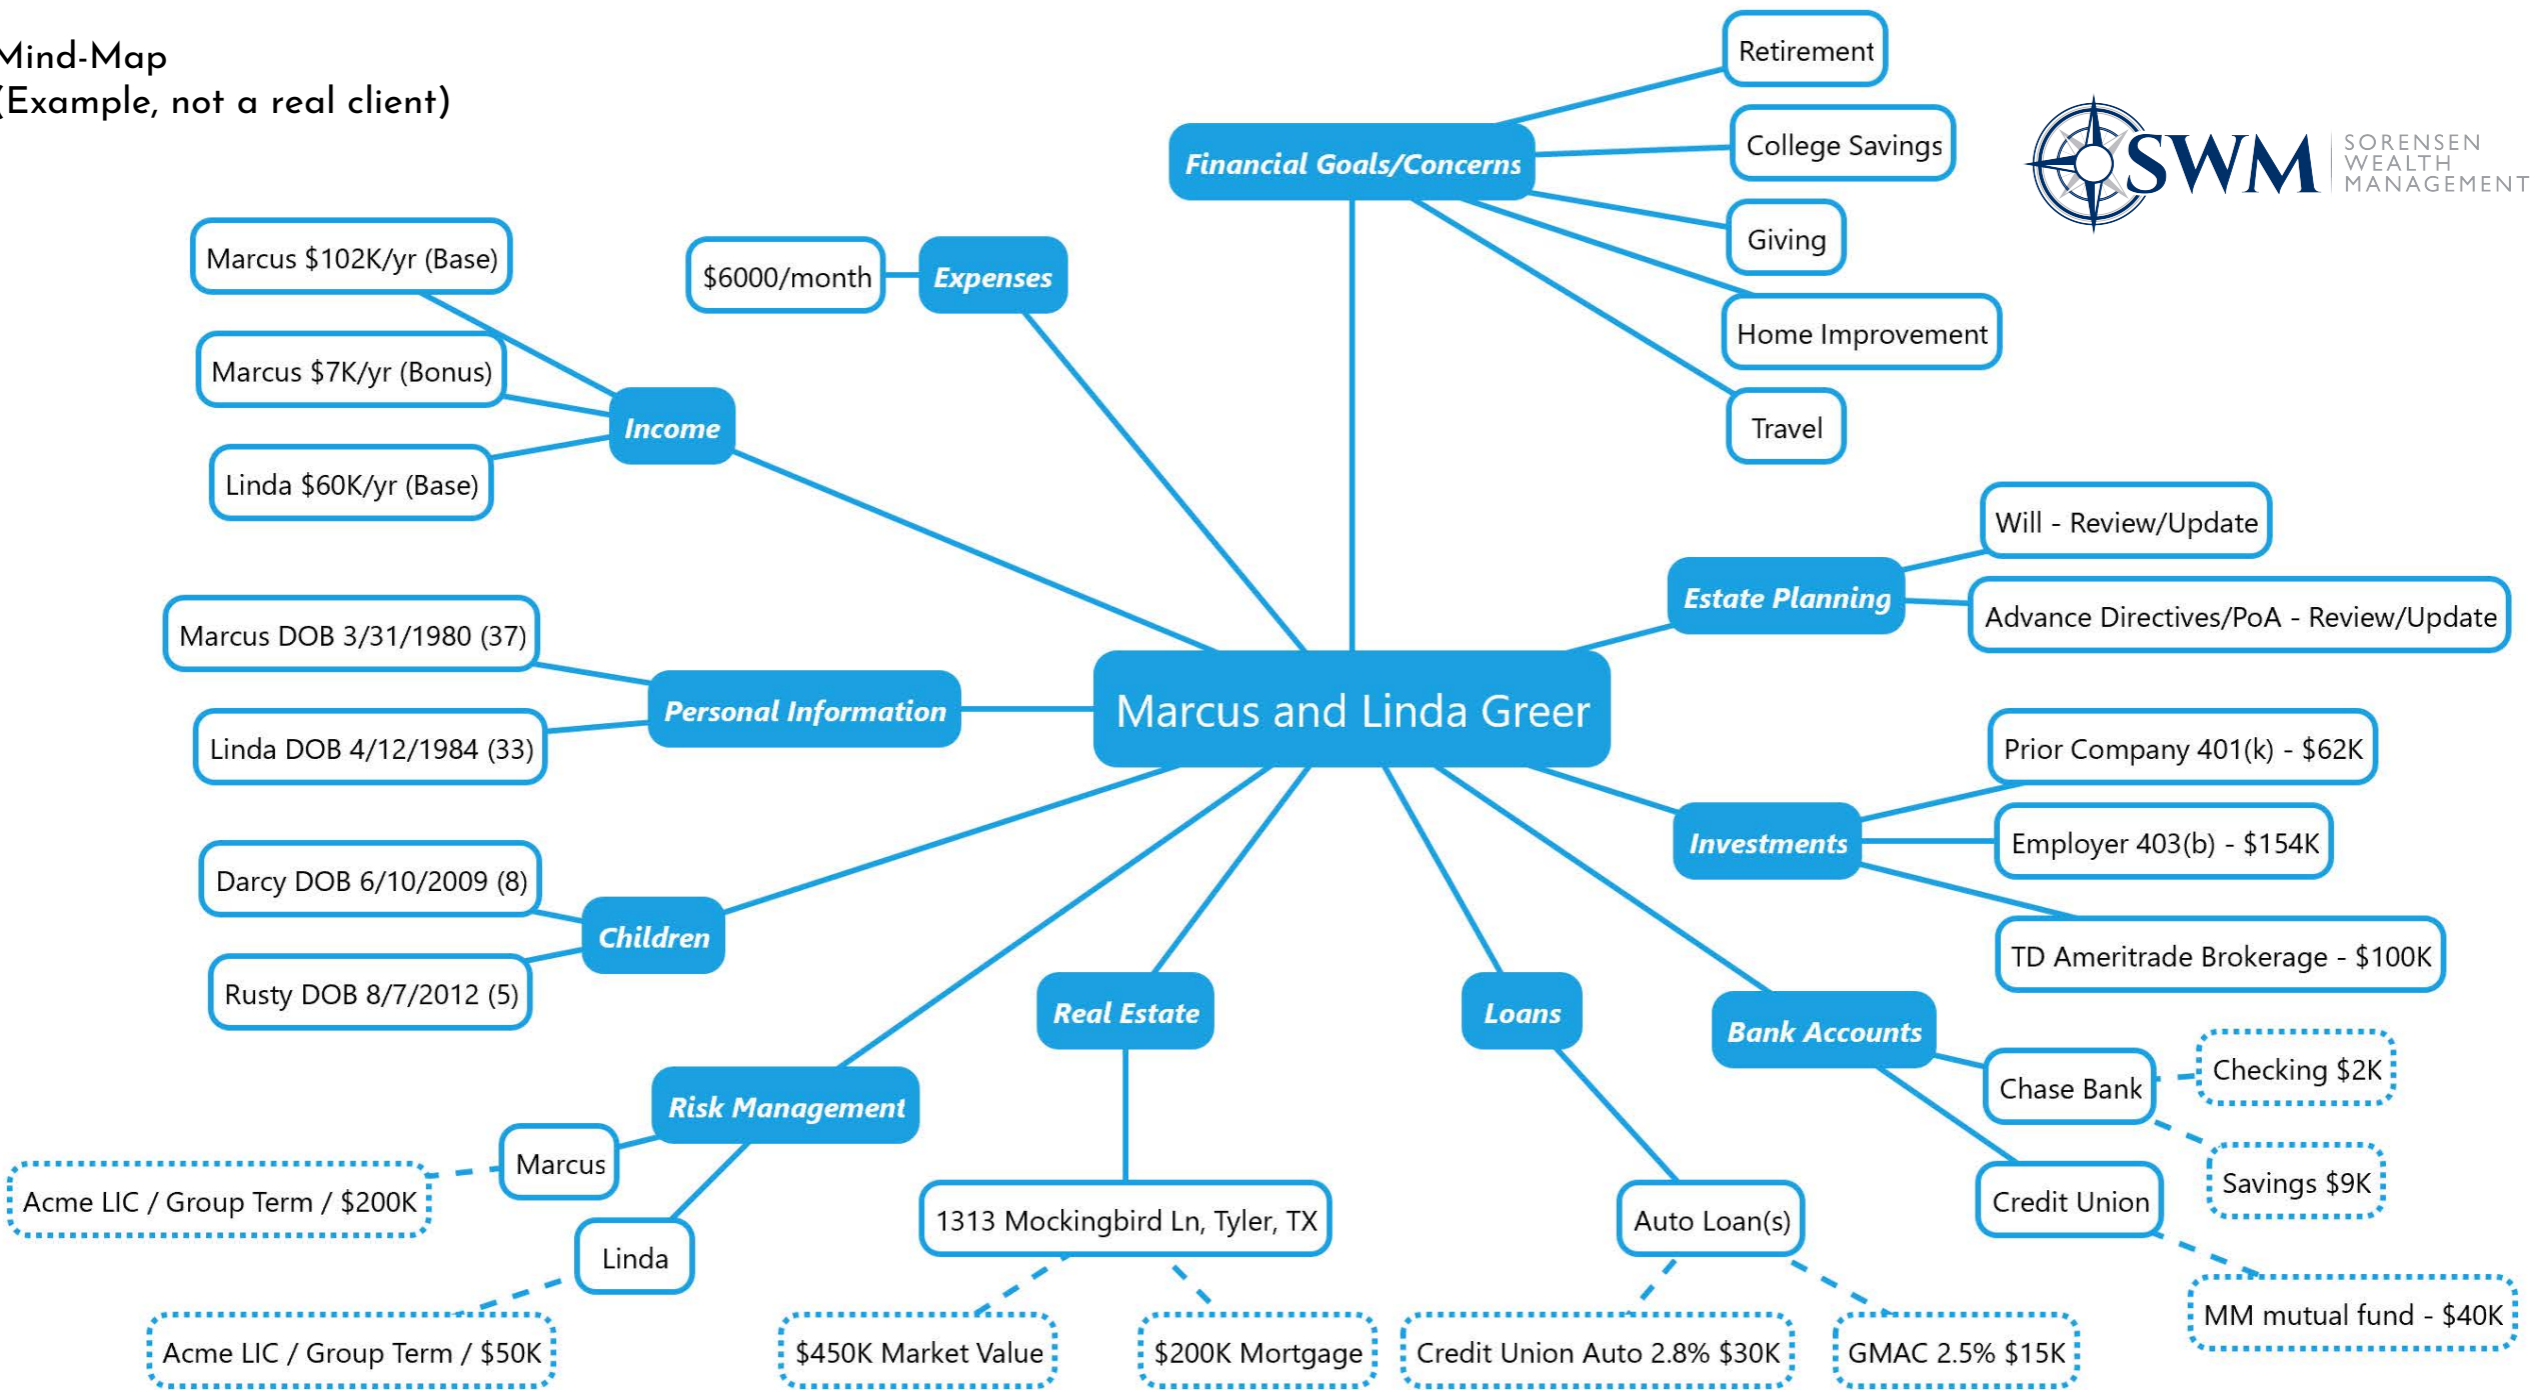 Mind-Map
(Example, not a real client)
SWM
SORENSEN
WEALTH
MANAGEMENT
Marcus and Linda Greer
Financial Goals/Concerns
Retirement
College Savings
Giving
Home Improvement
Travel
Estate Planning
Will - Review/Update
Advance Directives/PoA - Review/Update
Investments
Prior Company 401(k) - $62K
Employer 403(b) - $154K
TD Ameritrade Brokerage - $100K
Bank Accounts
Chase Bank
Checking $2K
Savings $9K
Credit Union
MM mutual fund - $40K
Loans
Auto Loan(s)
Credit Union Auto 2.8% $30K
GMAC 2.5% $15K
Real Estate
1313 Mockingbird Ln, Tyler, TX
$450K Market Value
$200K Mortgage
Risk Management
Marcus
Acme LIC / Group Term / $200K
Linda
Acme LIC / Group Term / $50K
Children
Darcy DOB 6/10/2009 (8)
Rusty DOB 8/7/2012 (5)
Personal Information
Marcus DOB 3/31/1980 (37)
Linda DOB 4/12/1984 (33)
Income
Marcus $102K/yr (Base)
Marcus $7K/yr (Bonus)
Linda $60K/yr (Base)
Expenses
$6000/month